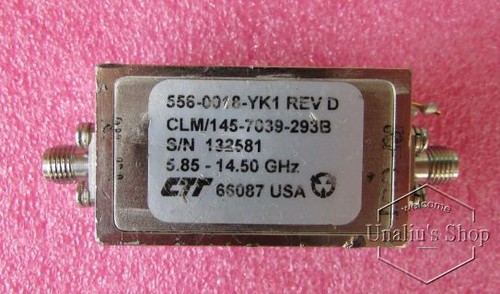 556-0018-YK1 REV D
CLM/145-7039-293B
S/N 132581
5.85 - 14.50 GHz
CTT 66087 USA
welcome
Unaliu's Shop